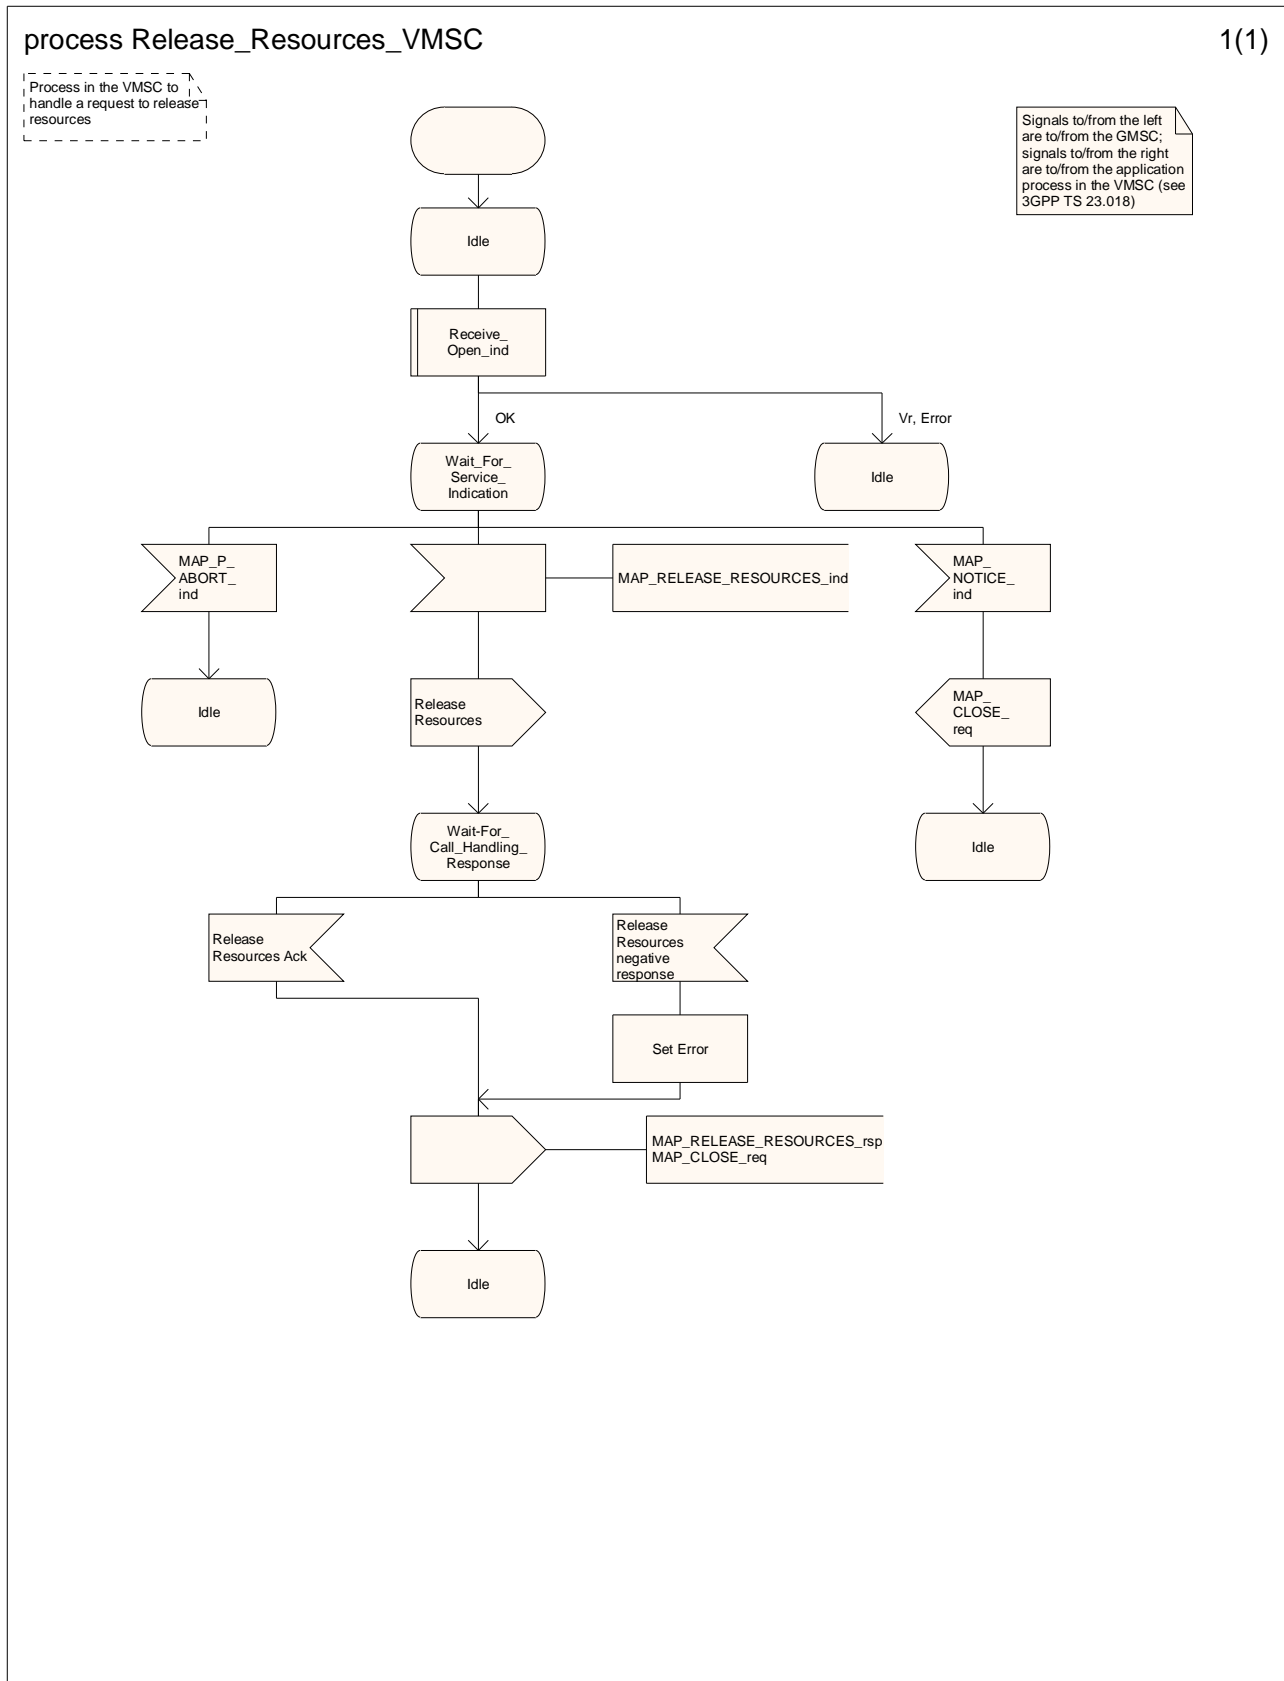 process Release_Resources_VMSC
1(1)
Process in the VMSC to
handle a request to release
resources
Signals to/from the left
are to/from the GMSC;
signals to/from the right
are to/from the application
process in the VMSC (see
3GPP TS 23.018)
Idle
Receive_
Open_ind
OK
Vr, Error
Wait_For_
Service_
Indication
Idle
MAP_P_
ABORT_
ind
MAP_RELEASE_RESOURCES_ind
MAP_
NOTICE_
ind
Idle
Release
Resources
MAP_
CLOSE_
req
Wait-For_
Call_Handling_
Response
Idle
Release
Resources Ack
Release
Resources
negative
response
Set Error
MAP_RELEASE_RESOURCES_rsp
MAP_CLOSE_req
Idle